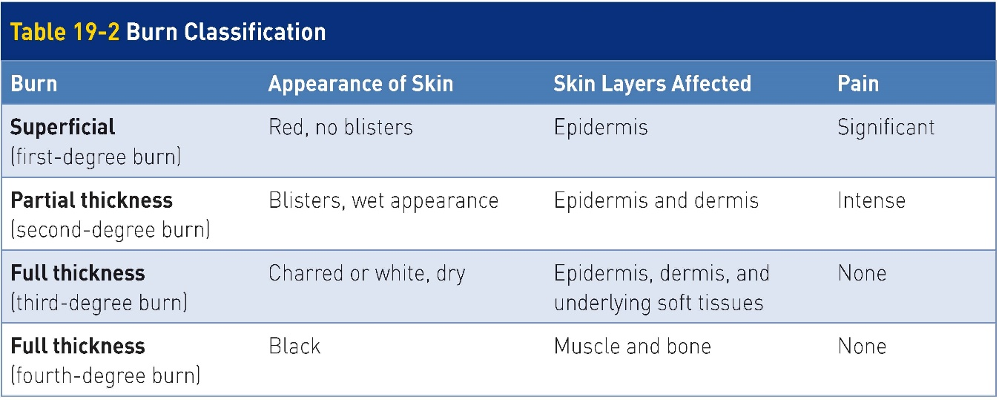 Table 19-2 Burn Classification
Burn Appearance of Skin Skin Layers Affected Pain
Superficial Red, no blisters Epidermis Significant
(first-degree burn)
Partial thickness Blisters, wet appearance Epidermis and dermis Intense
(second-degree burn)
Full thickness Charred or white, dry Epidermis, dermis, and None
(third-degree burn) underlying soft tissues
Full thickness Black Muscle and bone None
(fourth-degree burn)